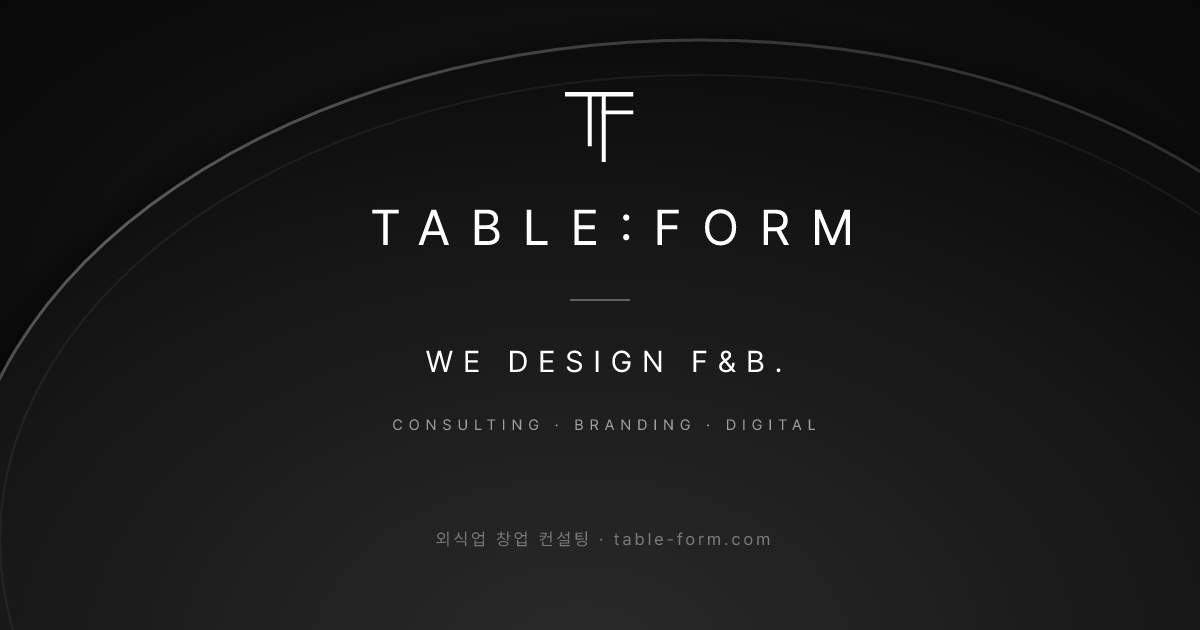 TF
TABLE:FORM
WE DESIGN F&B.
CONSULTING · BRANDING · DIGITAL
외식업 창업 컨설팅 · table-form.com